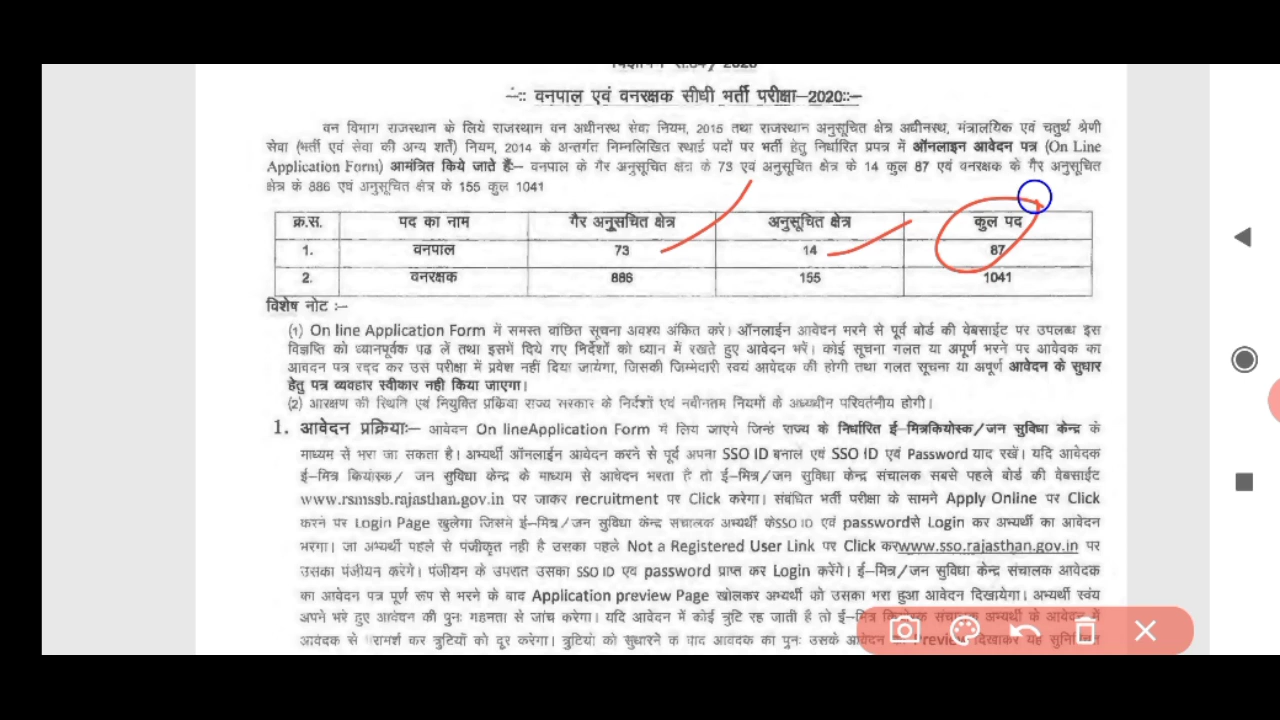 -:: वनपाल एवं वनरक्षक सीधी भर्ती परीक्षा–2020::–
वन विभाग राजस्थान के लिये राजस्थान वन अधीनस्थ सेवा नियम, 2015 तथा राजस्थान अनुसूचित क्षेत्र अधीनस्थ, मंत्रालयिक एवं चतुर्थ श्रेणी
सेवा (भर्ती एवं सेवा की अन्य शर्तें) नियम, 2014 के अन्तर्गत निम्नलिखित स्थाई पदों पर भर्ती हेतु निर्धारित प्रपत्र में ऑनलाइन आवेदन पत्र (On Line
Application Form) आमंत्रित किये जाते हैं:– वनपाल के गैर अनुसूचित क्षेत्र के 73 एवं अनुसूचित क्षेत्र के 14 कुल 87 एवं वनरक्षक के गैर अनुसूचित
क्षेत्र के 886 एवं अनुसूचित क्षेत्र के 155 कुल 1041
क्र.स. पद का नाम गैर अनुसूचित क्षेत्र अनुसूचित क्षेत्र कुल पद
1. वनपाल 73 14 87
2. वनरक्षक 886 155 1041
विशेष नोट :–
(1) On line Application Form में समस्त वांछित सूचना अवश्य अंकित करें। ऑनलाईन आवेदन भरने से पूर्व बोर्ड की वेबसाईट पर उपलब्ध इस
विज्ञप्ति को ध्यानपूर्वक पढ लें तथा इसमें दिये गए निर्देशों को ध्यान में रखते हुए आवेदन भरें। कोई सूचना गलत या अपूर्ण भरने पर आवेदक का
आवेदन पत्र रद्द कर उस परीक्षा में प्रवेश नहीं दिया जायेगा, जिसकी जिम्मेदारी स्वयं आवेदक की होगी तथा गलत सूचना या अपूर्ण आवेदन के सुधार
हेतु पत्र व्यवहार स्वीकार नही किया जाएगा।
(2) आरक्षण की स्थिति एवं नियुक्ति प्रकिया राज्य सरकार के निर्देशों एवं नवीनतम नियमों के अध्यधीन परिवर्तनीय होगी।
1. आवेदन प्रक्रिया:– आवेदन On lineApplication Form में लिये जाएगे जिन्हे राज्य के निर्धारित ई–मित्रकियोस्क/जन सुविधा केन्द्र के
माध्यम से भरा जा सकता है। अभ्यर्थी ऑनलाईन आवेदन करने से पूर्व अपना SSO ID बनाले एवं SSO ID एवं Password याद रखें। यदि आवेदक
ई–मित्र कियोस्क/ जन सुविधा केन्द्र के माध्यम से आवेदन भरता है तो ई–मित्र/जन सुविधा केन्द्र संचालक सबसे पहले बोर्ड की वेबसाईट
www.rsmssb.rajasthan.gov.in पर जाकर recruitment पर Click करेगा। संबंधित भर्ती परीक्षा के सामने Apply Online पर Click
करने पर Login Page खुलेगा जिसमे ई–मित्र/जन सुविधा केन्द्र संचालक अभ्यर्थी केSSO ID एवं passwordसे Login कर अभ्यर्थी का आवेदन
भरेगा। जो अभ्यर्थी पहले से पंजीकृत नही है उसका पहले Not a Registered User Link पर Click करwww.sso.rajasthan.gov.in पर
उसका पंजीयन करेंगे। पंजीयन के उपरांत उसका SSO ID एवं password प्राप्त कर Login करेंगे। ई–मित्र/जन सुविधा केन्द्र संचालक आवेदक
का आवेदन पत्र पूर्ण रूप से भरने के बाद Application preview Page खोलकर अभ्यर्थी को उसका भरा हुआ आवेदन दिखायेगा। अभ्यर्थी स्वंय
अपने भरे हुए आवेदन की पुनः गहनता से जांच करेगा। यदि आवेदन में कोई त्रुटि रह जाती है तो ई–मित्र कियोस्क संचालक अभ्यर्थी के आवेदन में
आवेदक से परामर्श कर त्रुटियों को दूर करेगा। त्रुटियों को सुधारने के बाद आवेदक का पुनः उसके आवेदन का Preview दिखाकर यह